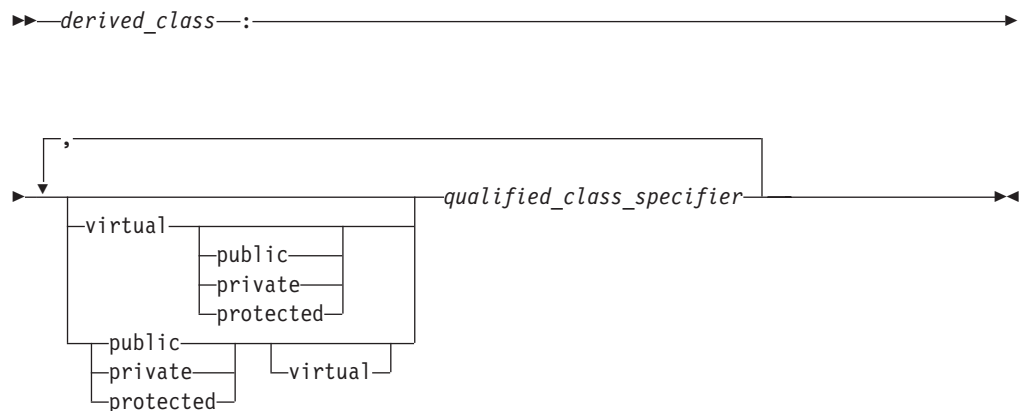 derived_class :
,
qualified_class_specifier
virtual
public
private
protected
public
private virtual
protected